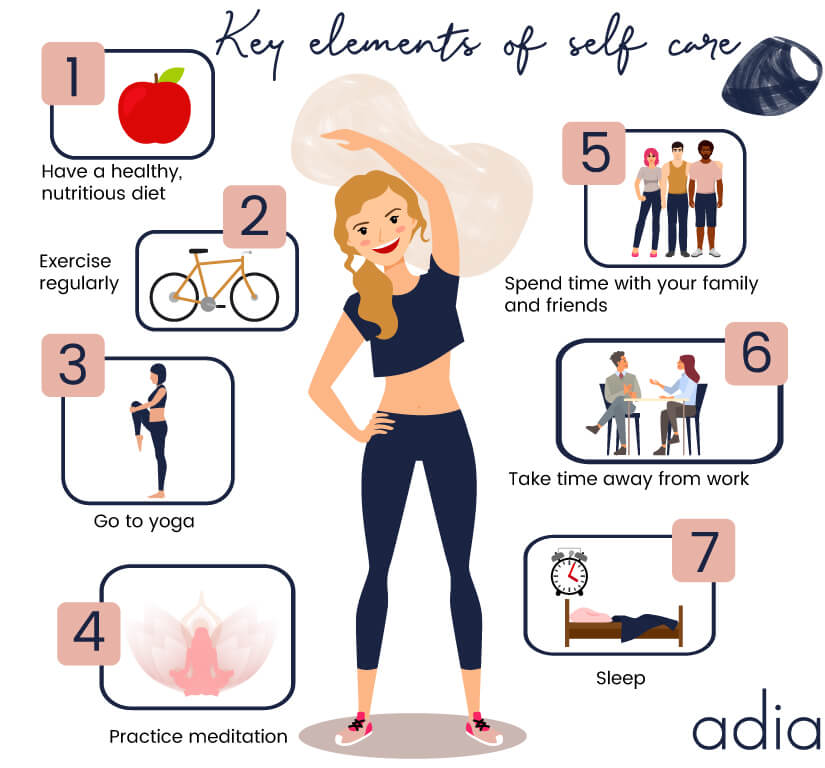 Key elements of self care
1
Have a healthy,
nutritious diet
2
Exercise
regularly
3
Go to yoga
4
Practice meditation
5
Spend time with your family
and friends
6
Take time away from work
7
Sleep
adia